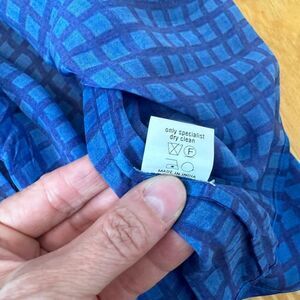 only specialist
dry clean
F
MADE IN INDIA